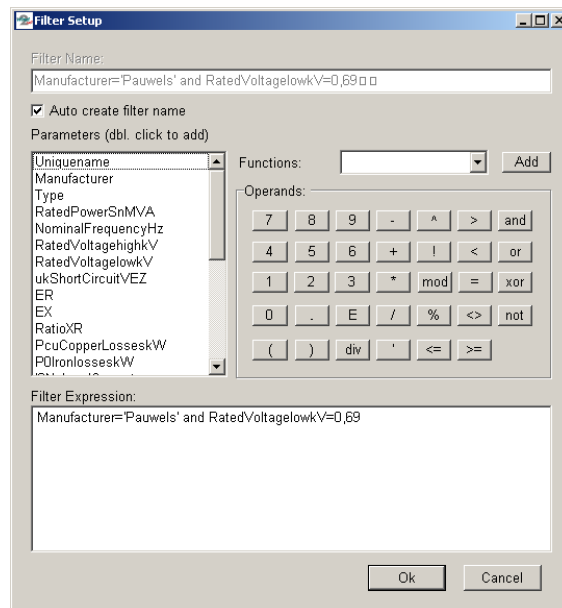 Filter Setup
Filter Name:
Manufacturer='Pauwels' and RatedVoltagelowkV=0,69
Auto create filter name
Parameters (dbl. click to add)
Uniquename
Manufacturer
Type
RatedPowerSnMVA
NominalFrequencyHz
RatedVoltagehighkV
RatedVoltagelowkV
ukShortCircuitVEZ
ER
EX
RatioXR
PcuCopperLosseskW
P0IronlosseskW
Functions:
Add
Operands:
7 8 9 - ^ > and
4 5 6 + ! < or
1 2 3 * mod = xor
0 . E / % <> not
( ) div ' <= >=
Filter Expression:
Manufacturer='Pauwels' and RatedVoltagelowkV=0,69
Ok Cancel